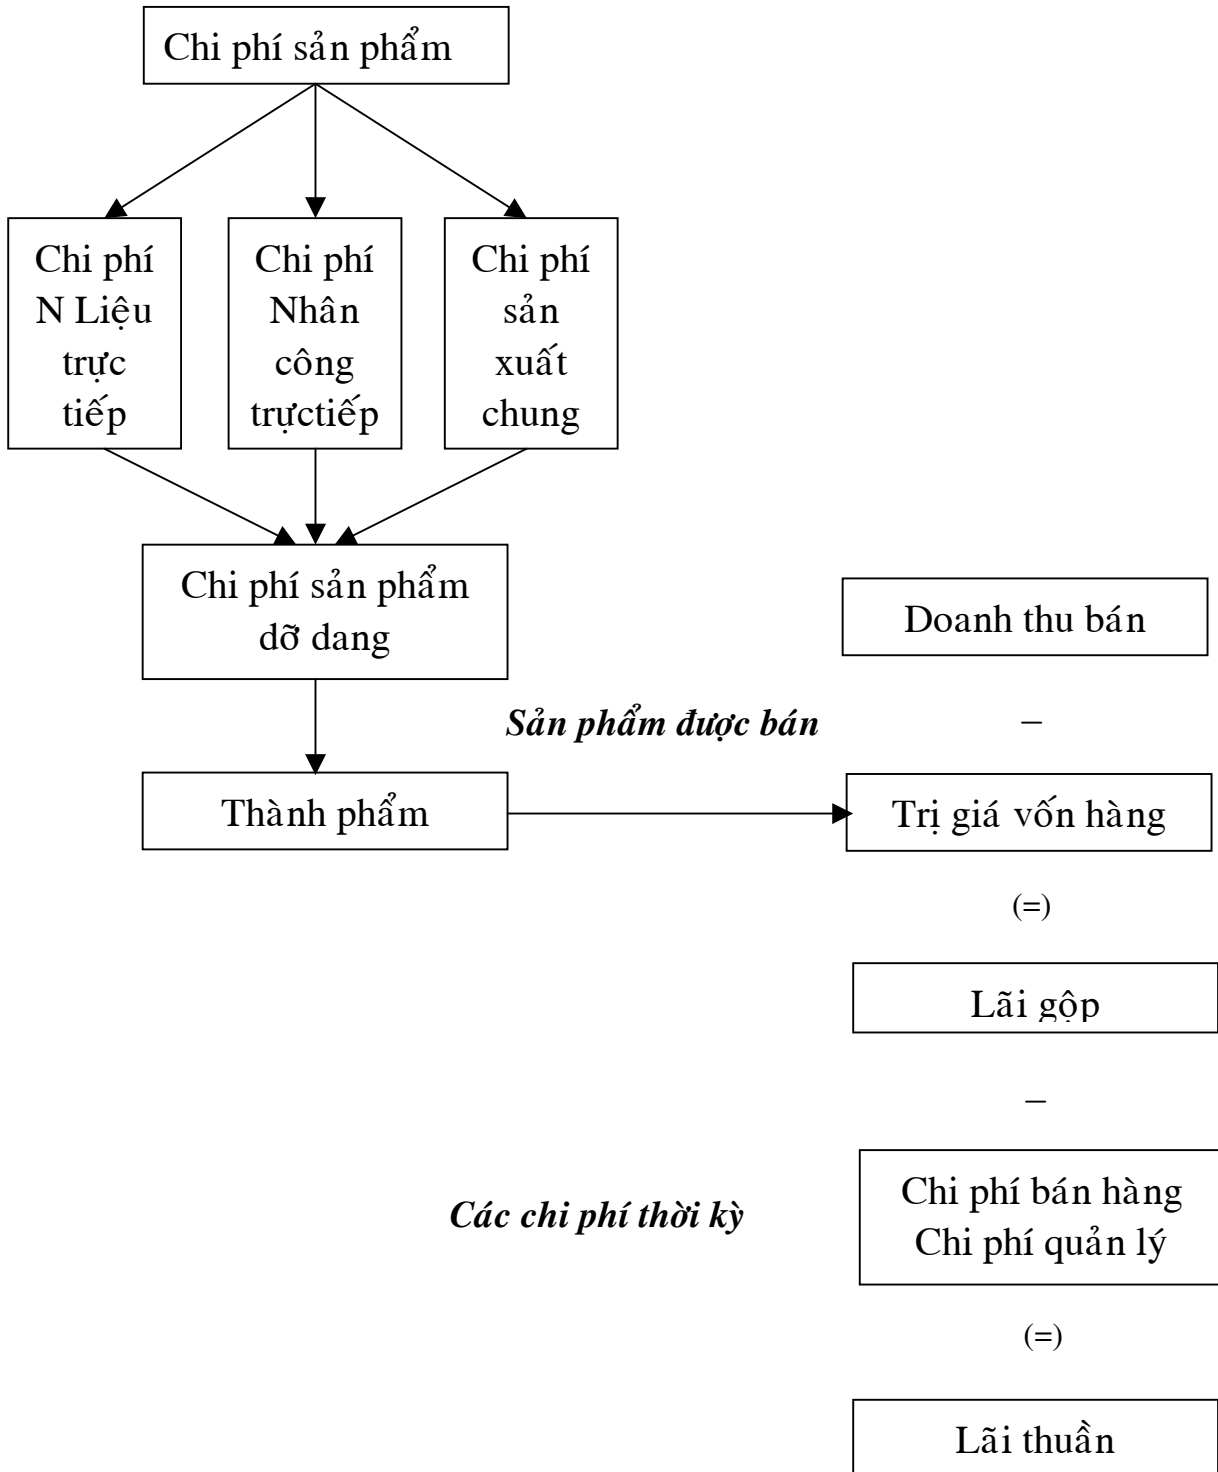 Chi phí sản phẩm
Chi phí
N Liệu
trực
tiếp
Chi phí
Nhân
công
trựctiếp
Chi phí
sản
xuất
chung
Chi phí sản phẩm
dỡ dang
Doanh thu bán
Sản phẩm được bán
–
Thành phẩm
Trị giá vốn hàng
(=)
Lãi gộp
–
Các chi phí thời kỳ
Chi phí bán hàng
Chi phí quản lý
(=)
Lãi thuần